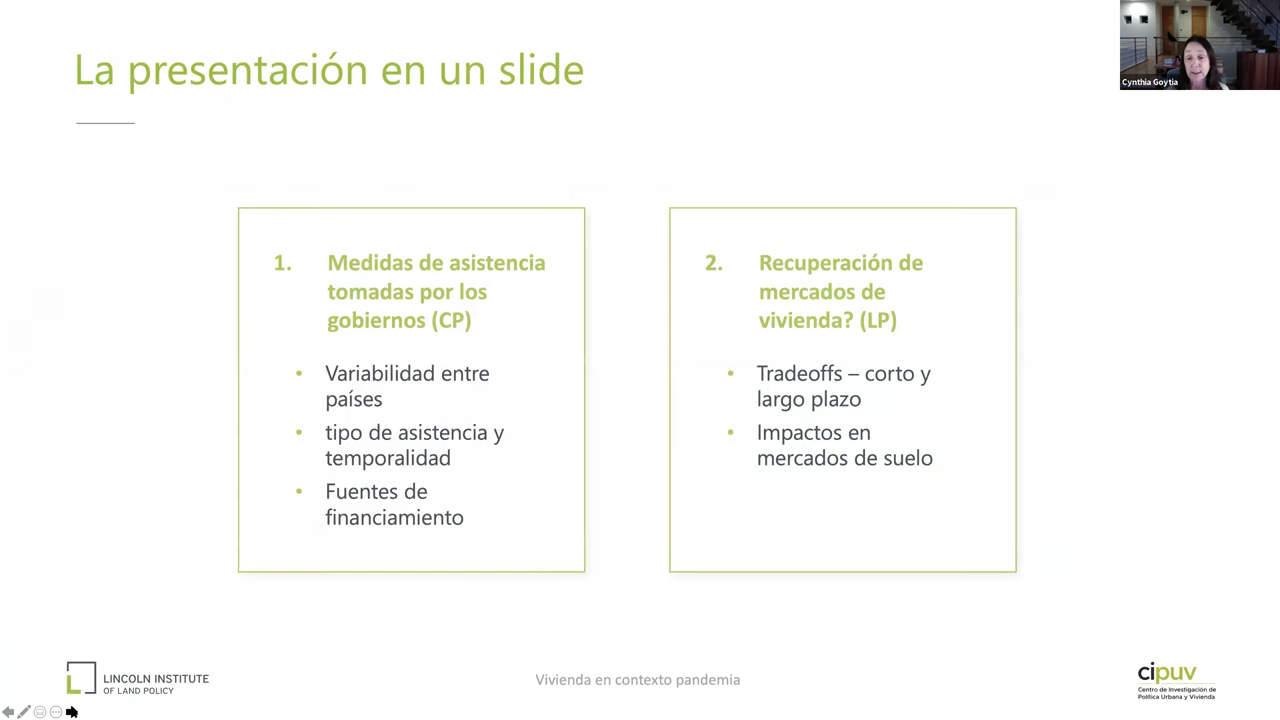 La presentación en un slide
Cynthia Goytia
1. Medidas de asistencia
tomadas por los
gobiernos (CP)
• Variabilidad entre
países
• tipo de asistencia y
temporalidad
• Fuentes de
financiamiento
2. Recuperación de
mercados de
vivienda? (LP)
• Tradeoffs – corto y
largo plazo
• Impactos en
mercados de suelo
LINCOLN INSTITUTE
OF LAND POLICY
Vivienda en contexto pandemia
cipuv
Centro de Investigación de
Política Urbana y Vivienda